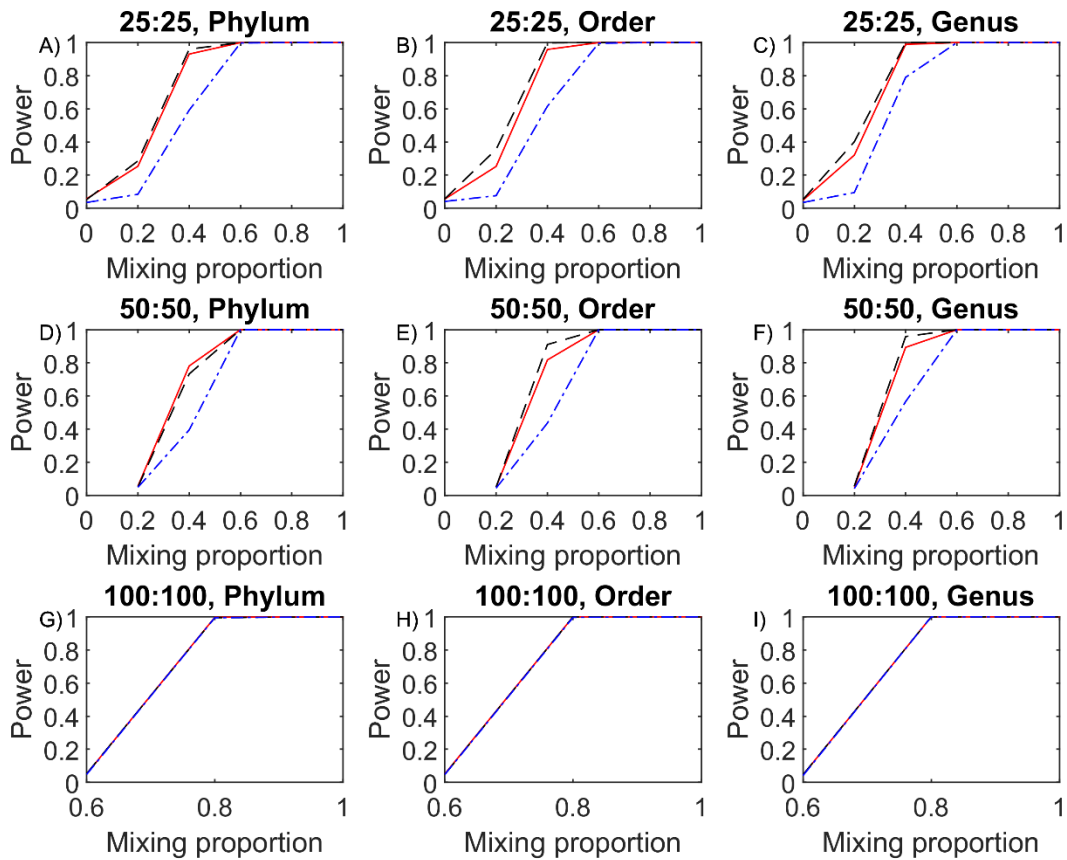 25:25, Phylum
A)
1
0.8
0.6
0.4
0.2
0
Power
0 0.2 0.4 0.6 0.8 1
Mixing proportion
25:25, Order
B)
1
0.8
0.6
0.4
0.2
0
Power
0 0.2 0.4 0.6 0.8 1
Mixing proportion
25:25, Genus
C)
1
0.8
0.6
0.4
0.2
0
Power
0 0.2 0.4 0.6 0.8 1
Mixing proportion
50:50, Phylum
D)
1
0.8
0.6
0.4
0.2
0
Power
0 0.2 0.4 0.6 0.8 1
Mixing proportion
50:50, Order
E)
1
0.8
0.6
0.4
0.2
0
Power
0 0.2 0.4 0.6 0.8 1
Mixing proportion
50:50, Genus
F)
1
0.8
0.6
0.4
0.2
0
Power
0 0.2 0.4 0.6 0.8 1
Mixing proportion
100:100, Phylum
G)
1
0.8
0.6
0.4
0.2
0
Power
0.6 0.8 1
Mixing proportion
100:100, Order
H)
1
0.8
0.6
0.4
0.2
0
Power
0.6 0.8 1
Mixing proportion
100:100, Genus
I)
1
0.8
0.6
0.4
0.2
0
Power
0.6 0.8 1
Mixing proportion